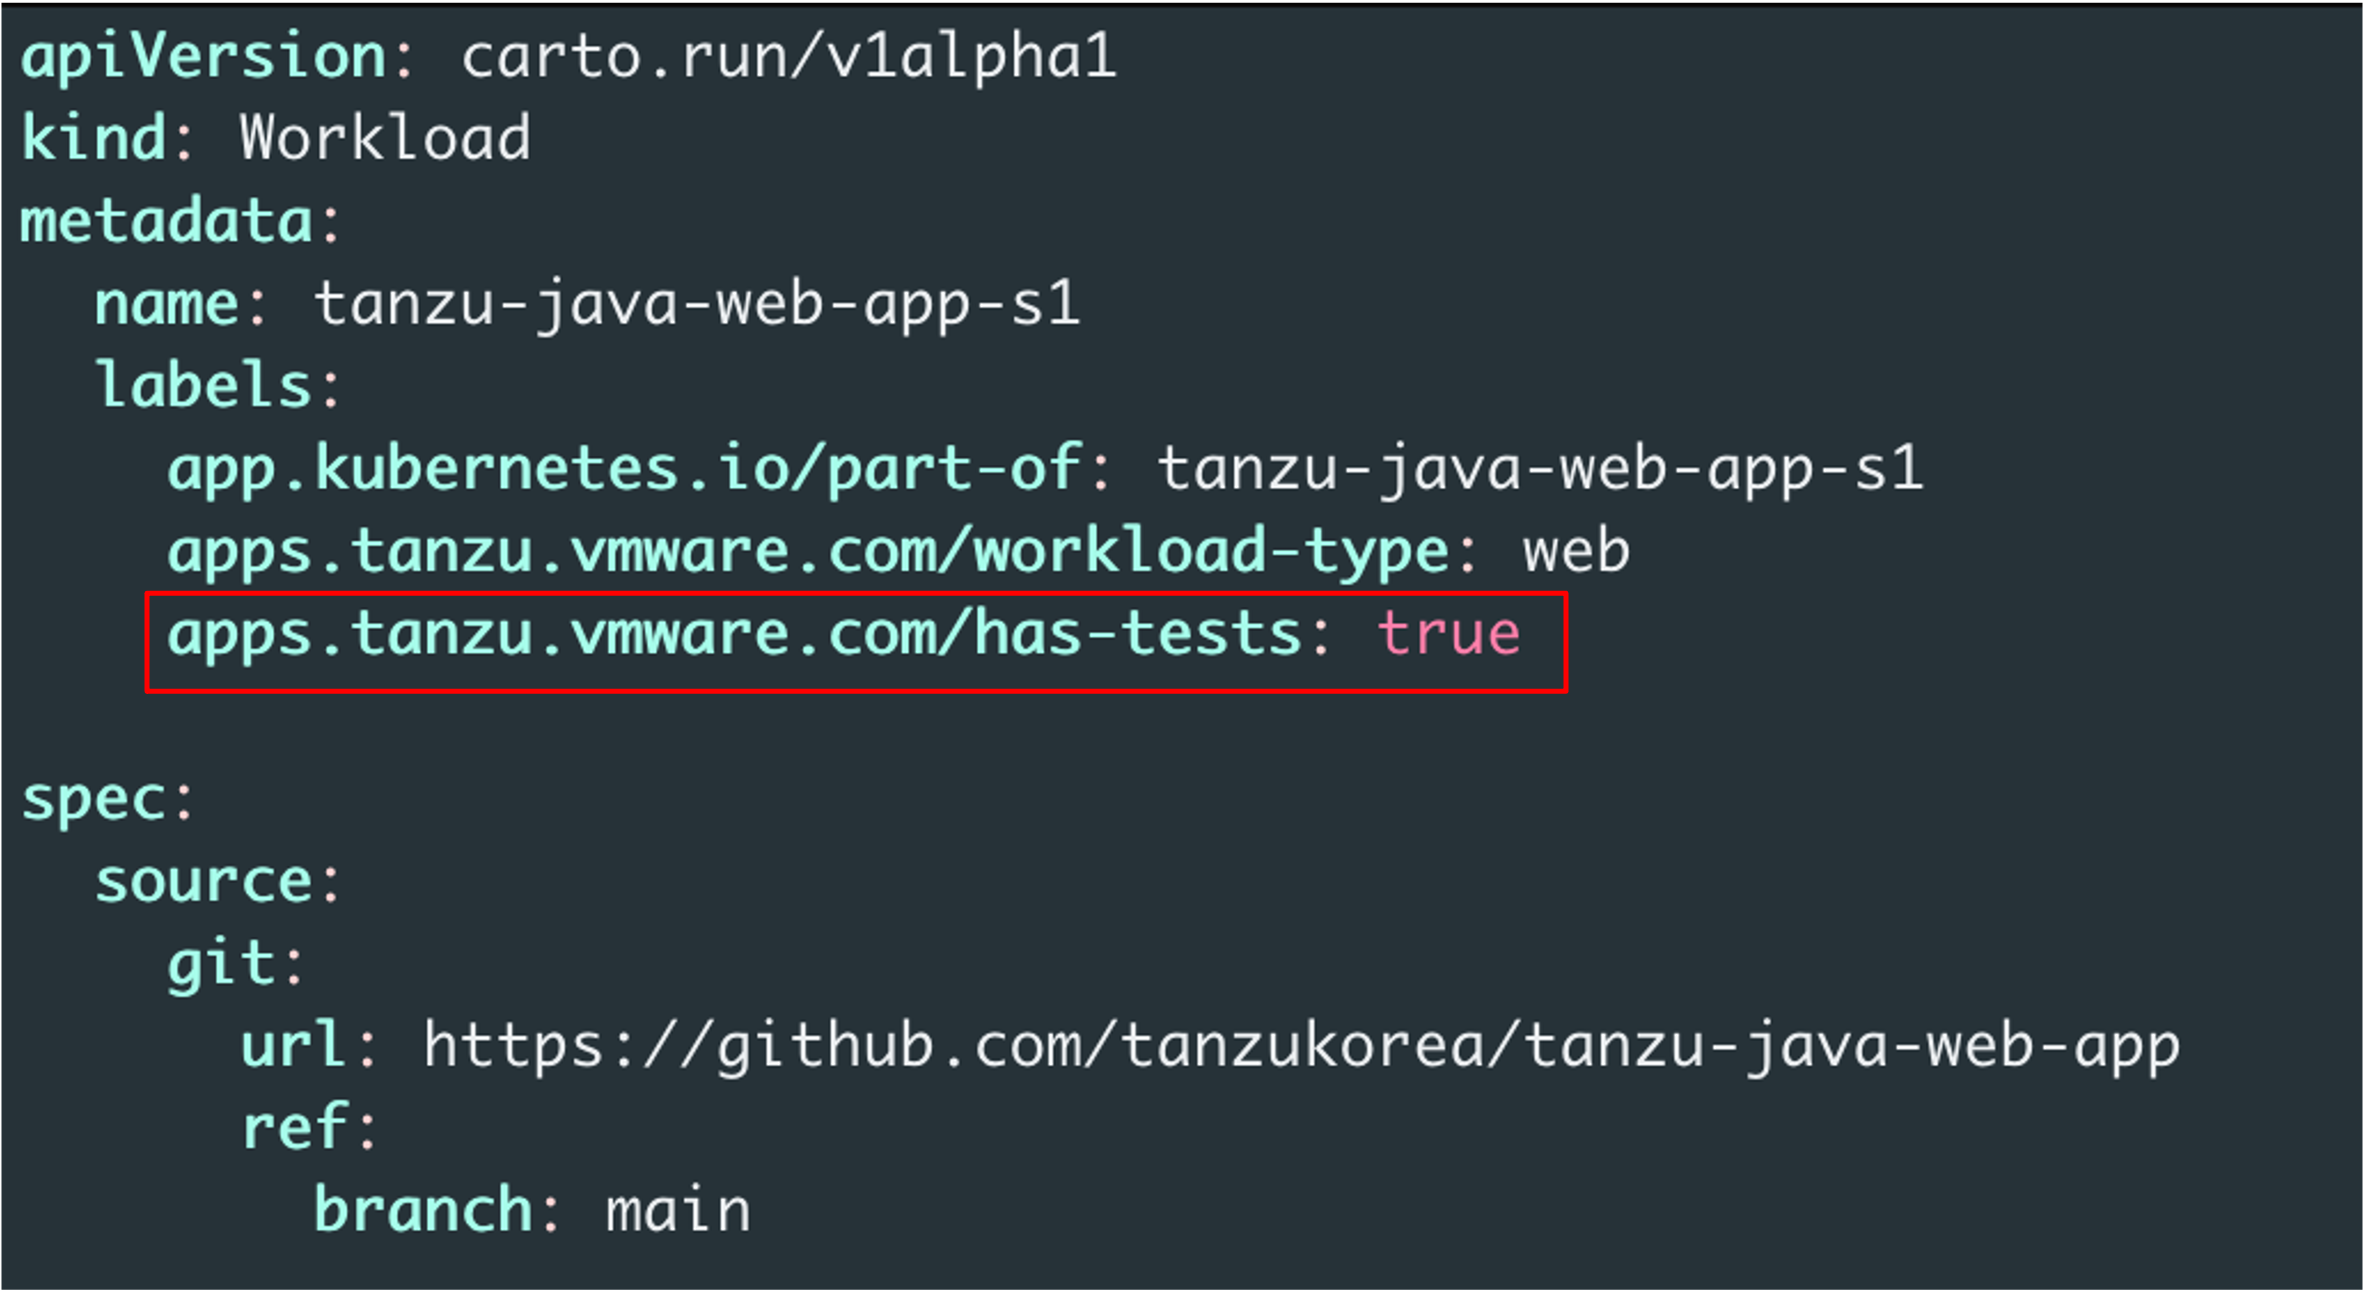 apiVersion: carto.run/v1alpha1
kind: Workload
metadata:
  name: tanzu-java-web-app-s1
  labels:
    app.kubernetes.io/part-of: tanzu-java-web-app-s1
    apps.tanzu.vmware.com/workload-type: web
    apps.tanzu.vmware.com/has-tests: true
spec:
  source:
    git:
      url: https://github.com/tanzukorea/tanzu-java-web-app
      ref:
        branch: main